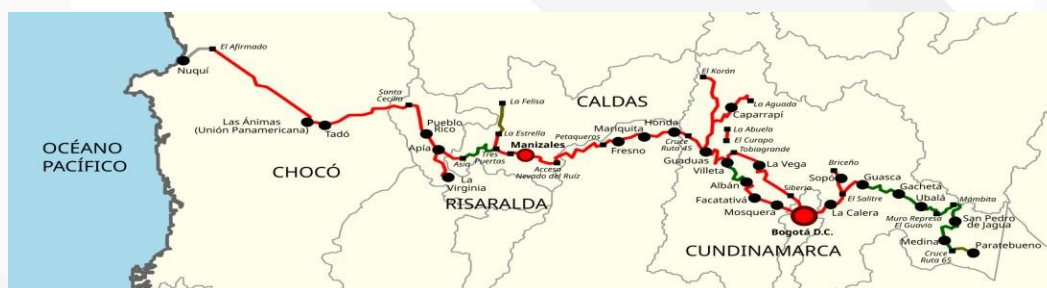 OCÉANO
PACÍFICO
El Afirmado
Nuquí
Las Ánimas
(Unión Panamericana)
Tadó
CHOCÓ
Santa
Cecilia
Pueblo
Rico
Apía
La
Virginia
Asia
RISARALDA
La Felisa
La Estrella
Tres
Puertas
Manizales
CALDAS
Acceso
Nevado del Ruíz
Petaqueras
Mariquita
Fresno
Honda
Cruce
Ruta 45
El Korán
La Aguada
Caparrapí
La Abuela
El Curapo
Tobiagrande
Guaduas
Villeta
La Vega
Albán
Facatativá
Mosquera
Siberia
Bogotá D.C.
CUNDINAMARCA
Briceño
Sopó
El Salitre
La Calera
Guasca
Gachetá
Ubalá
Mámbita
Muro Represa
El Guavio
San Pedro
de Jagua
Medina
Cruce
Ruta 65
Paratebueno